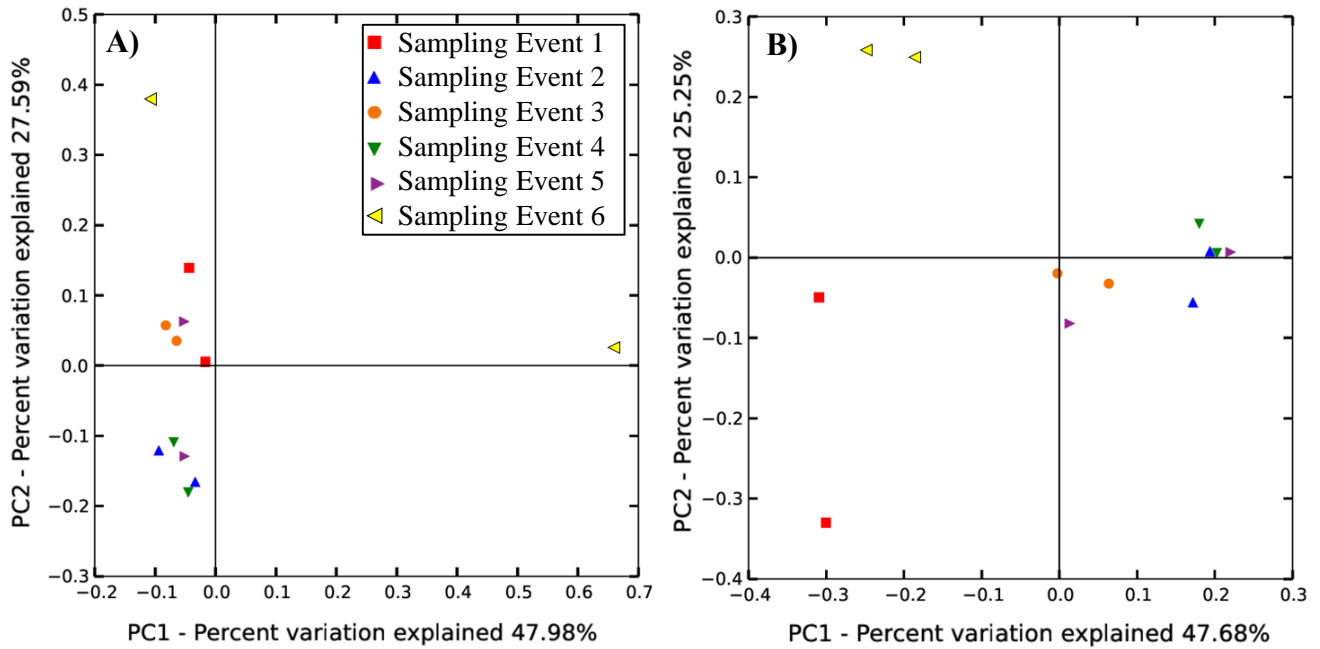 A)
Sampling Event 1
Sampling Event 2
Sampling Event 3
Sampling Event 4
Sampling Event 5
Sampling Event 6
0.5
0.4
0.3
0.2
0.1
0.0
−0.1
−0.2
−0.3
PC2 - Percent variation explained 27.59%
−0.2 −0.1 0.0 0.1 0.2 0.3 0.4 0.5 0.6 0.7
PC1 - Percent variation explained 47.98%
B)
0.3
0.2
0.1
0.0
−0.1
−0.2
−0.3
−0.4
PC2 - Percent variation explained 25.25%
−0.4 −0.3 −0.2 −0.1 0.0 0.1 0.2 0.3
PC1 - Percent variation explained 47.68%